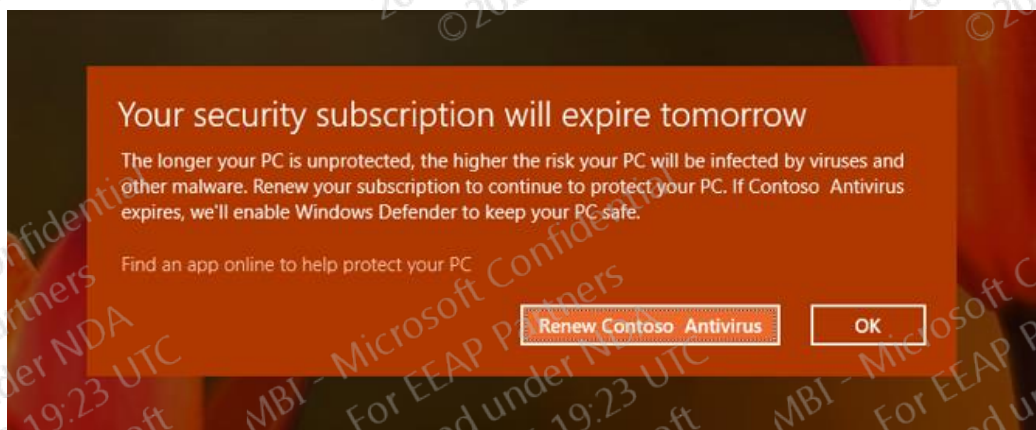 © 201
© 20
Your security subscription will expire tomorrow
The longer your PC is unprotected, the higher the risk your PC will be infected by viruses and
other malware. Renew your subscription to continue to protect your PC. If Contoso Antivirus
expires, we'll enable Windows Defender to keep your PC safe.
Find an app online to help protect your PC
Renew Contoso Antivirus
OK
MBI - Microsoft Confidential
For EEAP Partners
under NDA
19:23 UTC